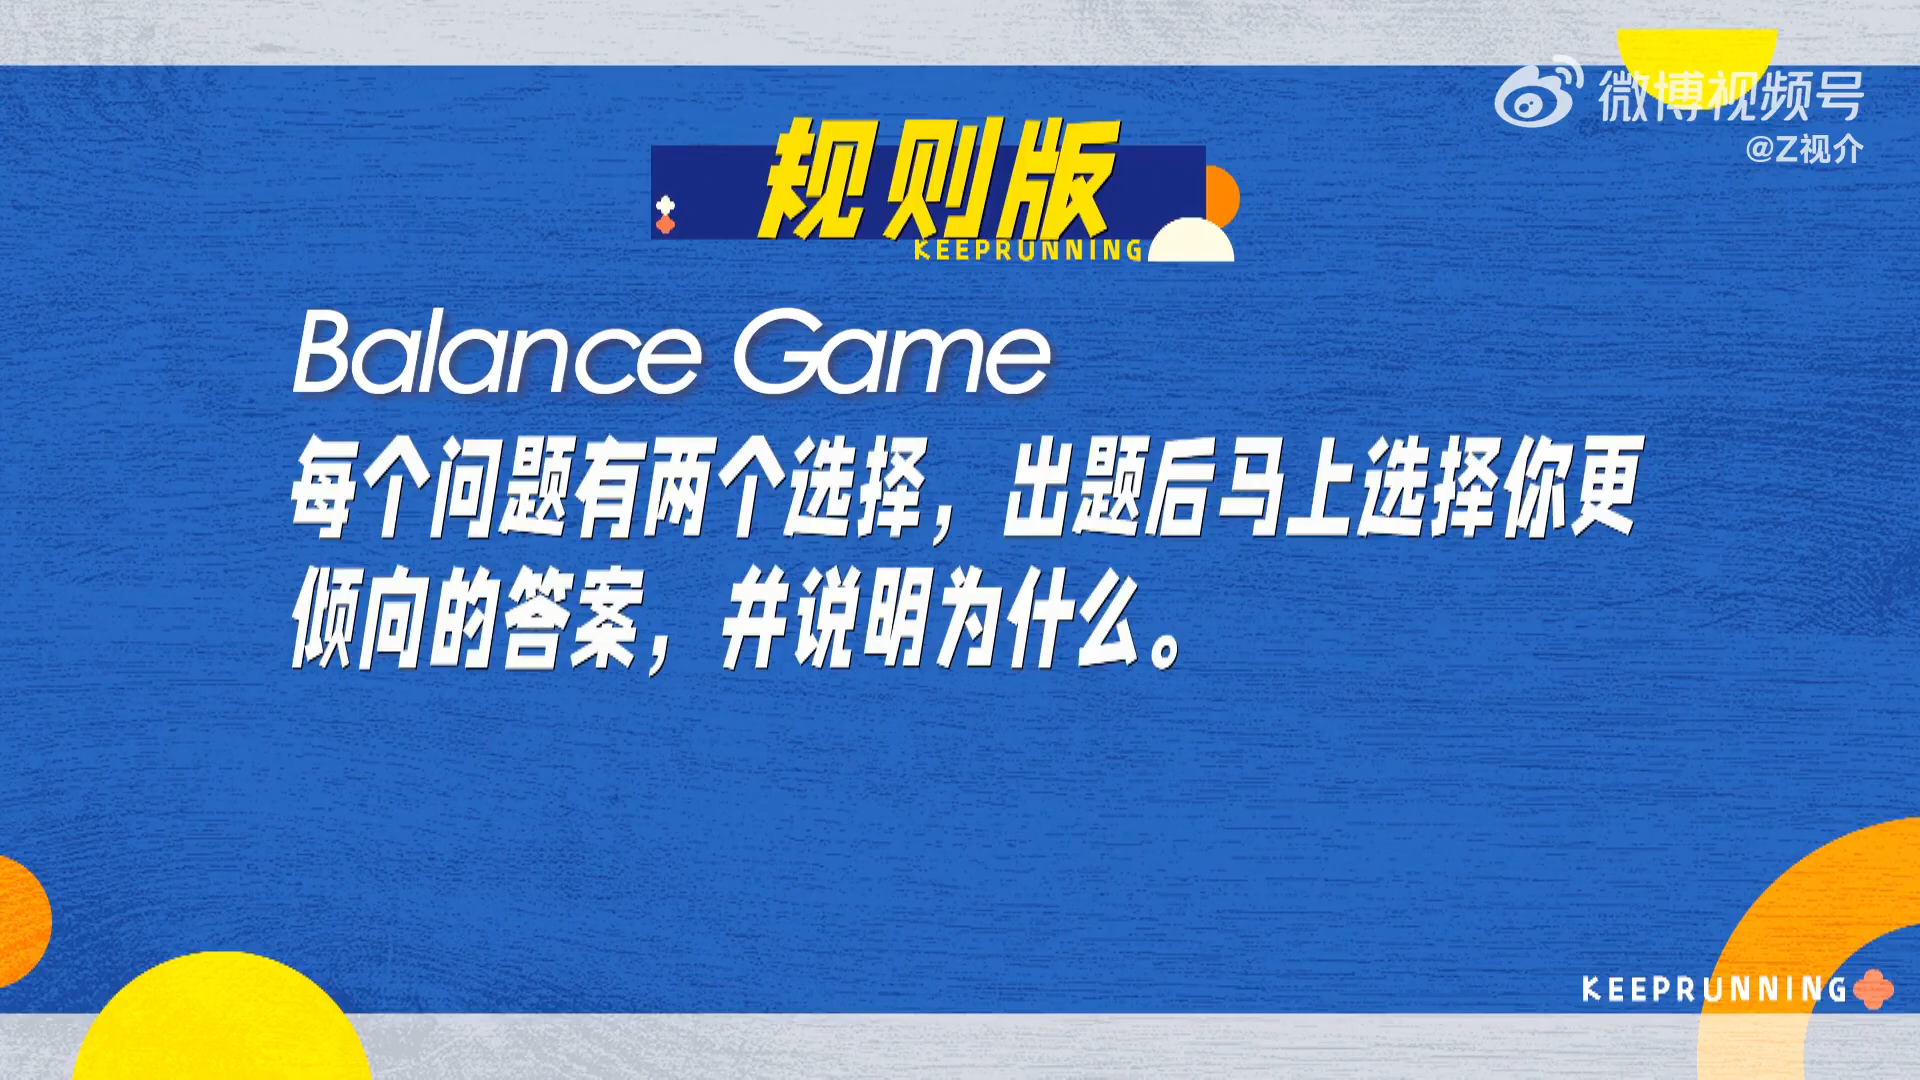 微博视频号
@Z视介
规则版
KEEPRUNNING
Balance Game
每个问题有两个选择，出题后马上选择你更
倾向的答案，并说明为什么。
KEEPRUNNING